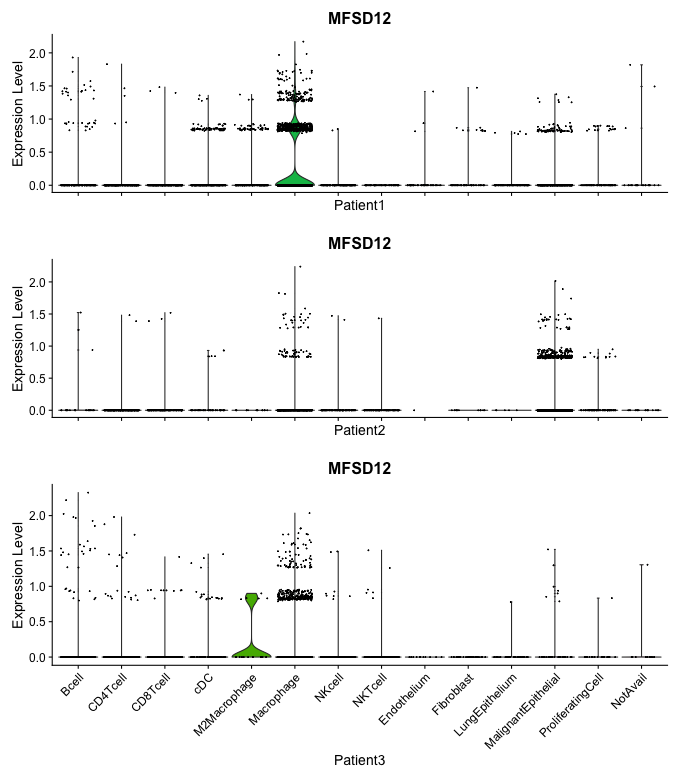 MFSD12
Expression Level
2.0
1.5
1.0
0.5
0.0
Patient1
MFSD12
Expression Level
2.0
1.5
1.0
0.5
0.0
Patient2
MFSD12
Expression Level
2.0
1.5
1.0
0.5
0.0
Bcell
CD4Tcell
CD8Tcell
cDC
M2Macrophage
Macrophage
NKcell
NKTcell
Endothelium
Fibroblast
LungEpithelium
MalignantEpithelial
ProliferatingCell
NotAvail
Patient3